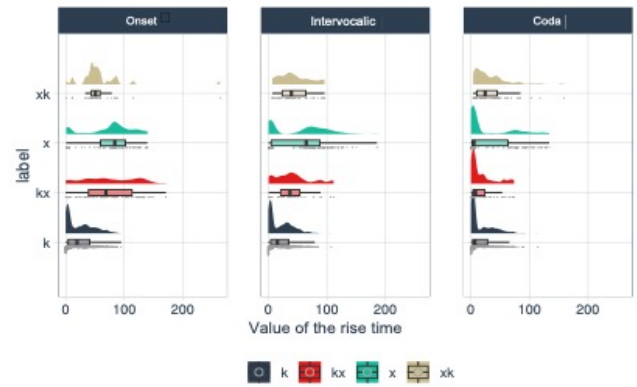 Onset
Intervocalic
Coda
label
xk
x
kx
k
0 100 200
0 100 200
0 100 200
Value of the rise time
k kx x xk